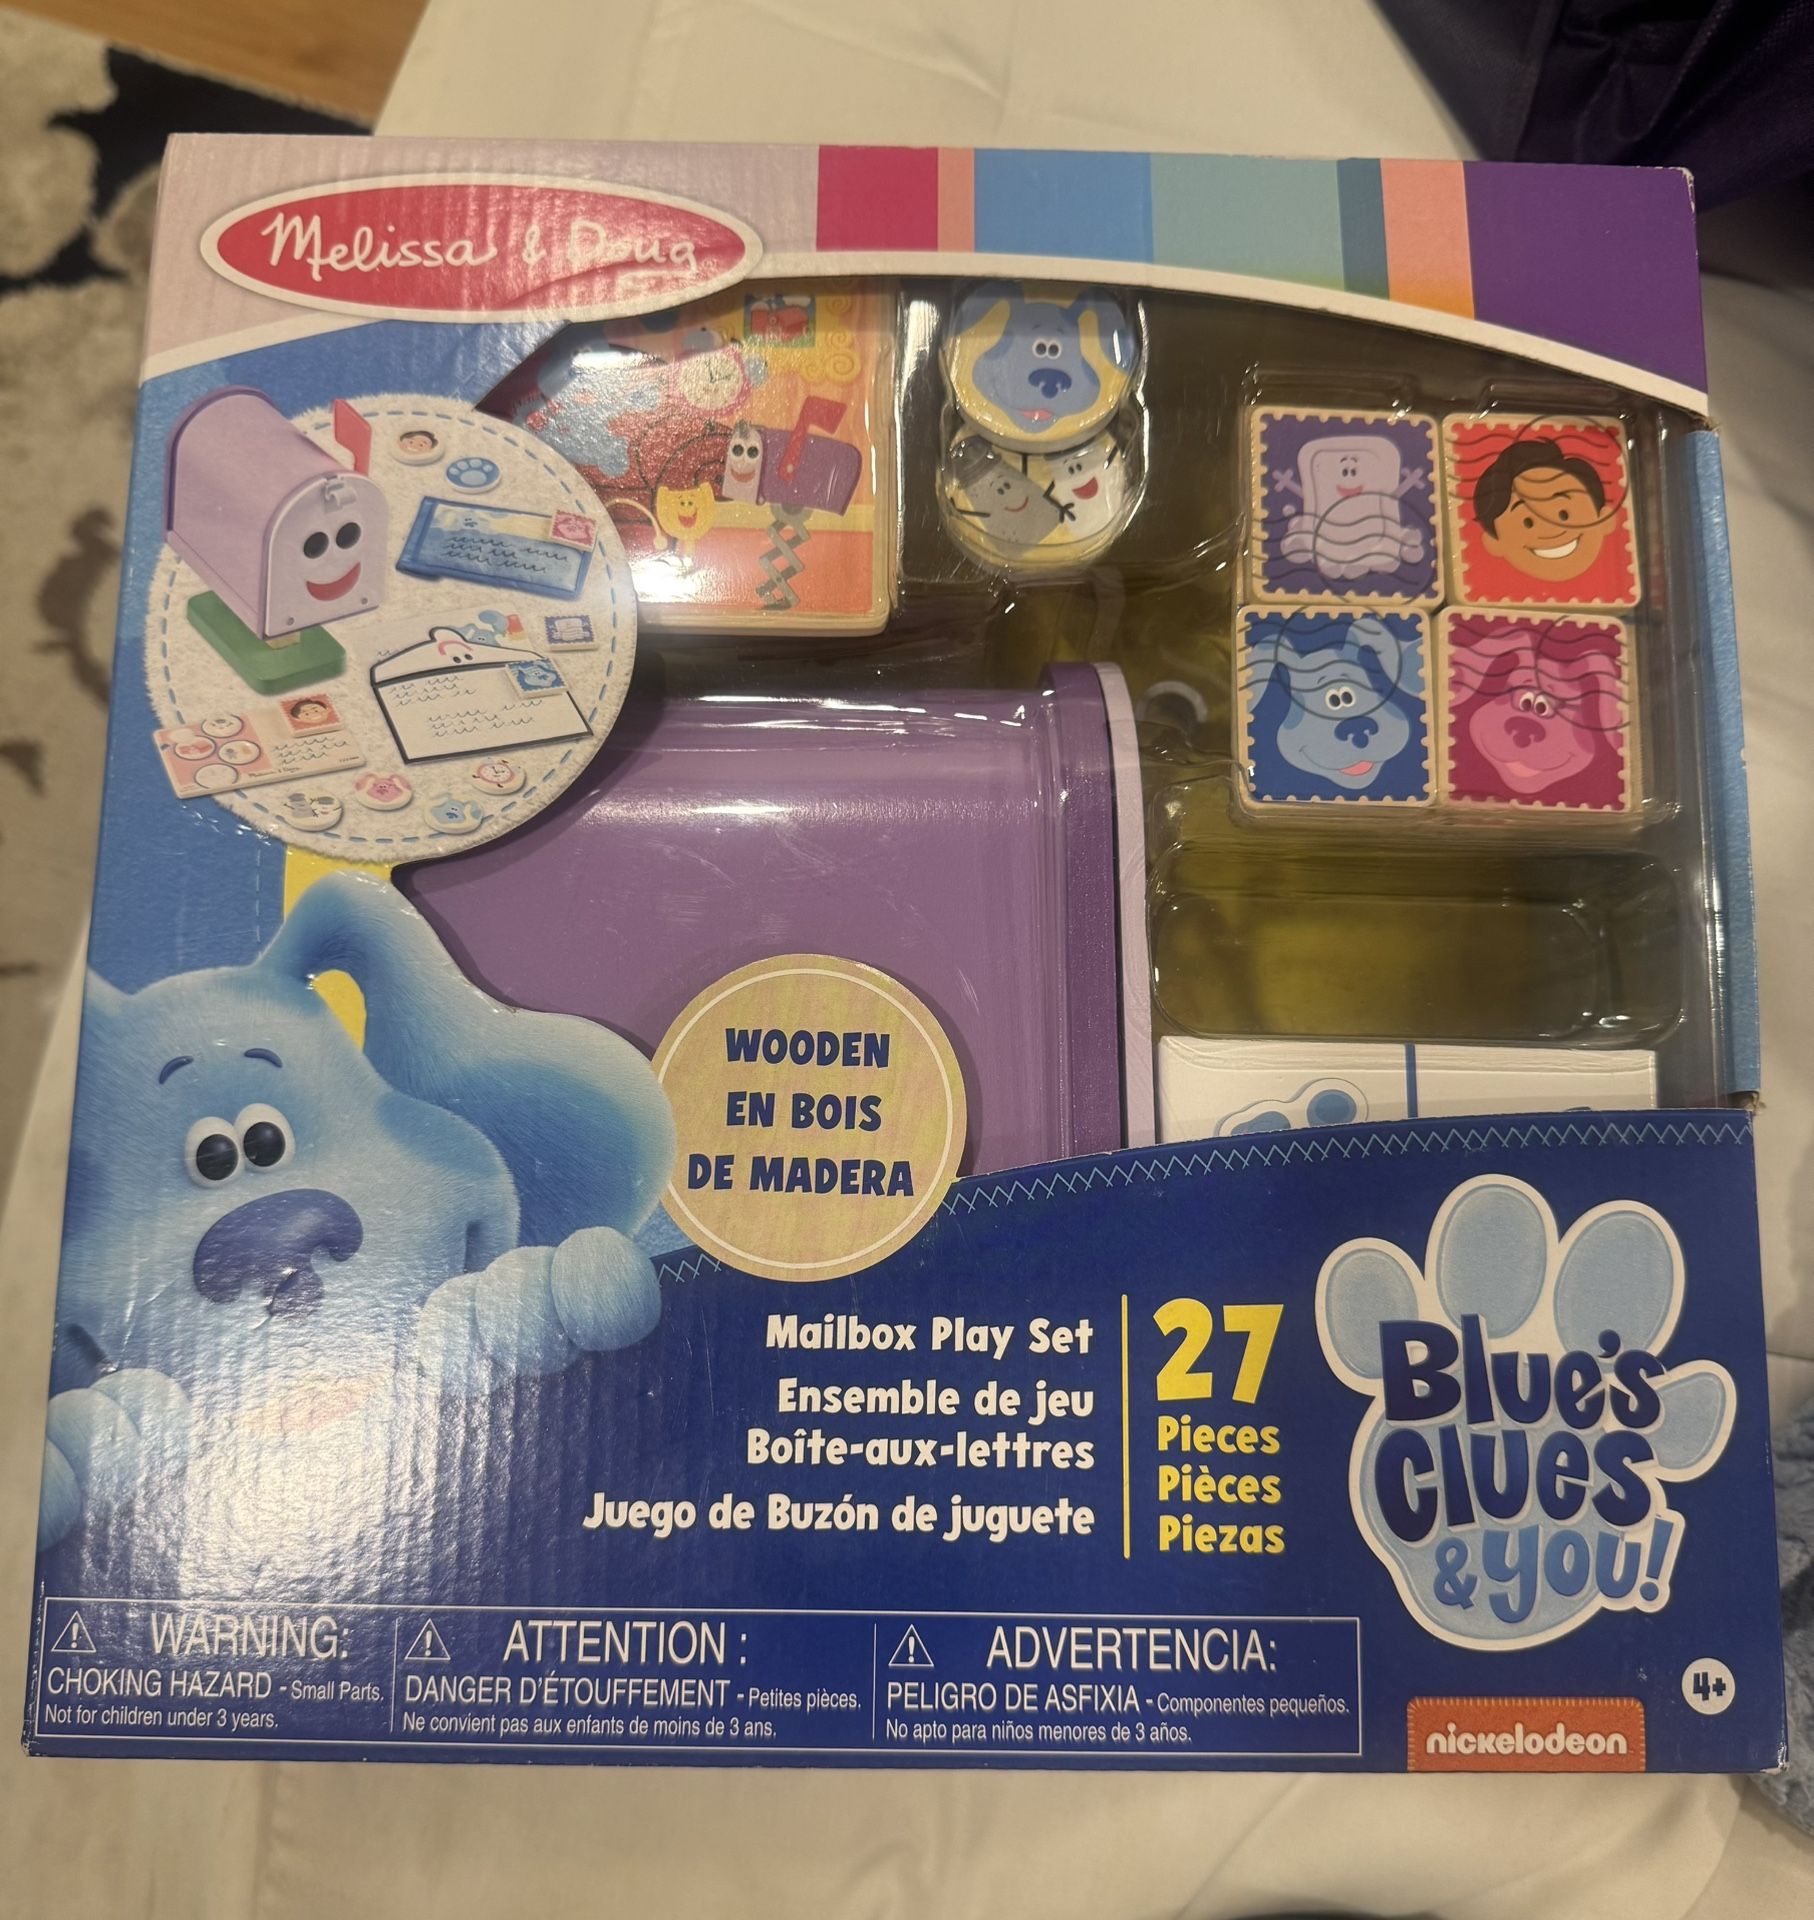 Melissa & Doug
WOODEN
EN BOIS
DE MADERA
Mailbox Play Set
Ensemble de jeu
Boîte-aux-lettres
Juego de Buzón de juguete
27
Pieces
Pièces
Piezas
Blue's
Clues
& You!
4+
WARNING:
CHOKING HAZARD - Small Parts.
Not for children under 3 years.
ATTENTION :
DANGER D'ÉTOUFFEMENT - Petites pièces.
Ne convient pas aux enfants de moins de 3 ans.
ADVERTENCIA:
PELIGRO DE ASFIXIA - Componentes pequeños.
No apto para niños menores de 3 años.
nickelodeon